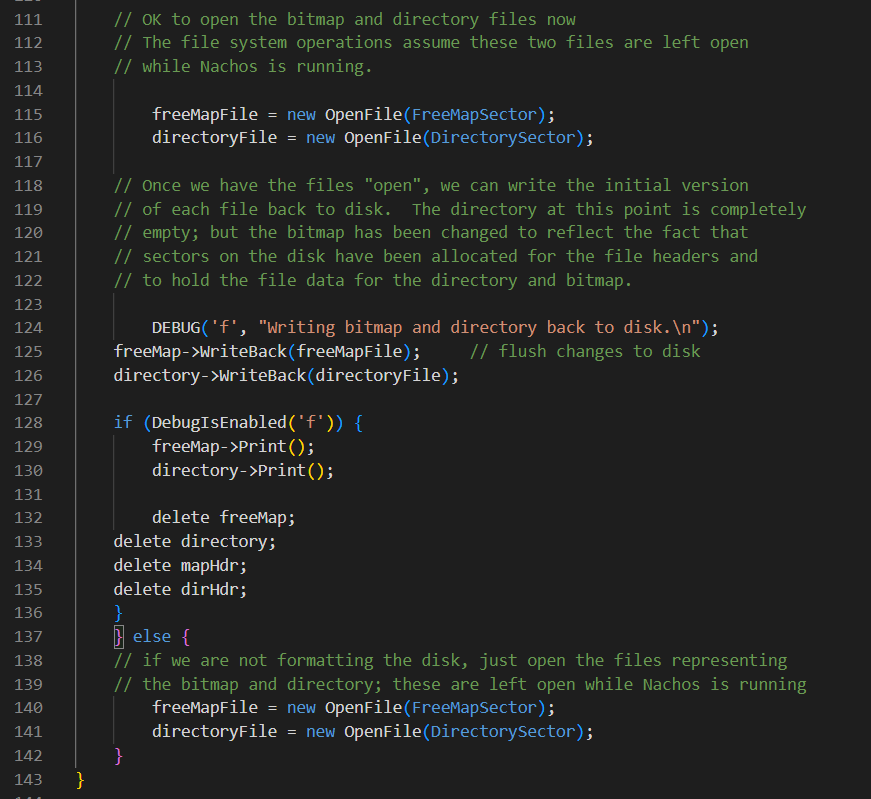 111 // OK to open the bitmap and directory files now
112 // The file system operations assume these two files are left open
113 // while Nachos is running.
114
115 freeMapFile = new OpenFile(FreeMapSector);
116 directoryFile = new OpenFile(DirectorySector);
117
118 // Once we have the files "open", we can write the initial version
119 // of each file back to disk.  The directory at this point is completely
120 // empty; but the bitmap has been changed to reflect the fact that
121 // sectors on the disk have been allocated for the file headers and
122 // to hold the file data for the directory and bitmap.
123
124 DEBUG('f', "Writing bitmap and directory back to disk.\n");
125 freeMap->WriteBack(freeMapFile);     // flush changes to disk
126 directory->WriteBack(directoryFile);
127
128 if (DebugIsEnabled('f')) {
129 freeMap->Print();
130 directory->Print();
131
132 delete freeMap;
133 delete directory;
134 delete mapHdr;
135 delete dirHdr;
136 }
137 } else {
138 // if we are not formatting the disk, just open the files representing
139 // the bitmap and directory; these are left open while Nachos is running
140 freeMapFile = new OpenFile(FreeMapSector);
141 directoryFile = new OpenFile(DirectorySector);
142 }
143 }